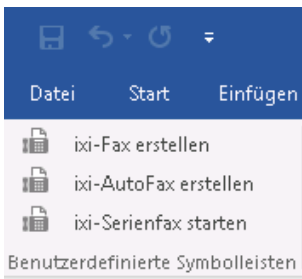 Datei Start Einfügen
ixi-Fax erstellen
ixi-AutoFax erstellen
ixi-Serienfax starten
Benutzerdefinierte Symbolleisten